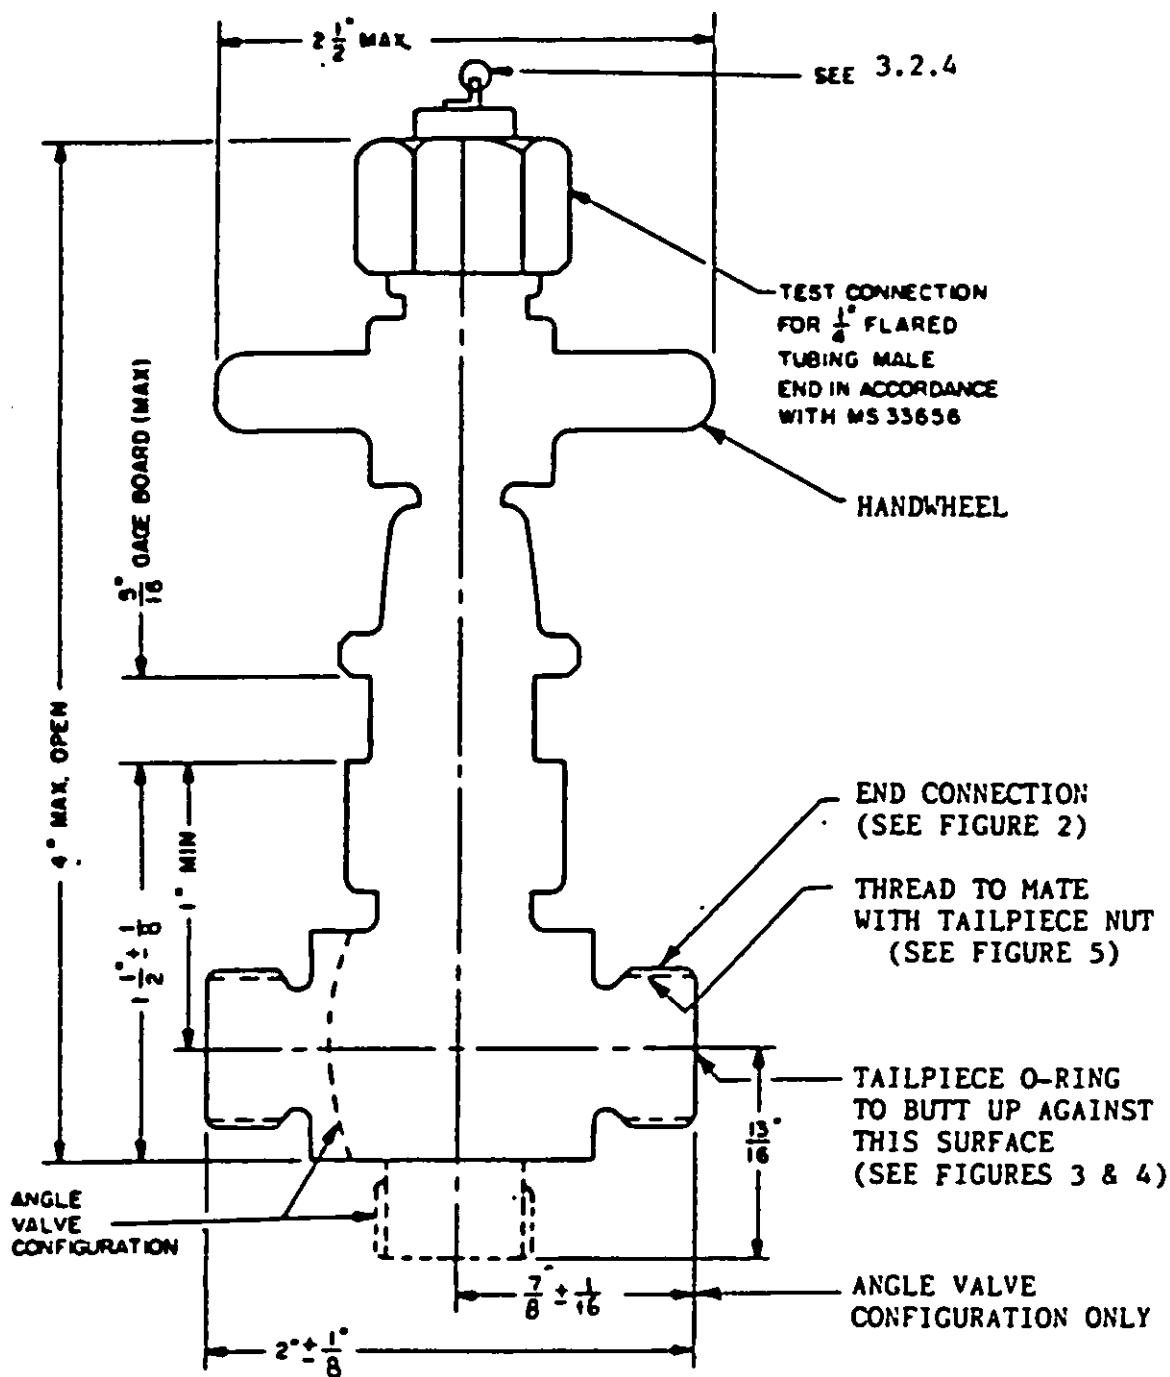 2 1/2" MAX.
SEE 3.2.4
TEST CONNECTION
FOR 1/4" FLARED
TUBING MALE
END IN ACCORDANCE
WITH MS 33656
HANDWHEEL
GAGE BOARD (MAX)
4" MAX. OPEN
1" MIN
1 1/2" ± 1/8
END CONNECTION
(SEE FIGURE 2)
THREAD TO MATE
WITH TAILPIECE NUT
(SEE FIGURE 5)
TAILPIECE O-RING
TO BUTT UP AGAINST
THIS SURFACE
(SEE FIGURES 3 & 4)
13/16"
ANGLE
VALVE
CONFIGURATION
7/8" ± 1/16
ANGLE VALVE
CONFIGURATION ONLY
2" ± 1/8"